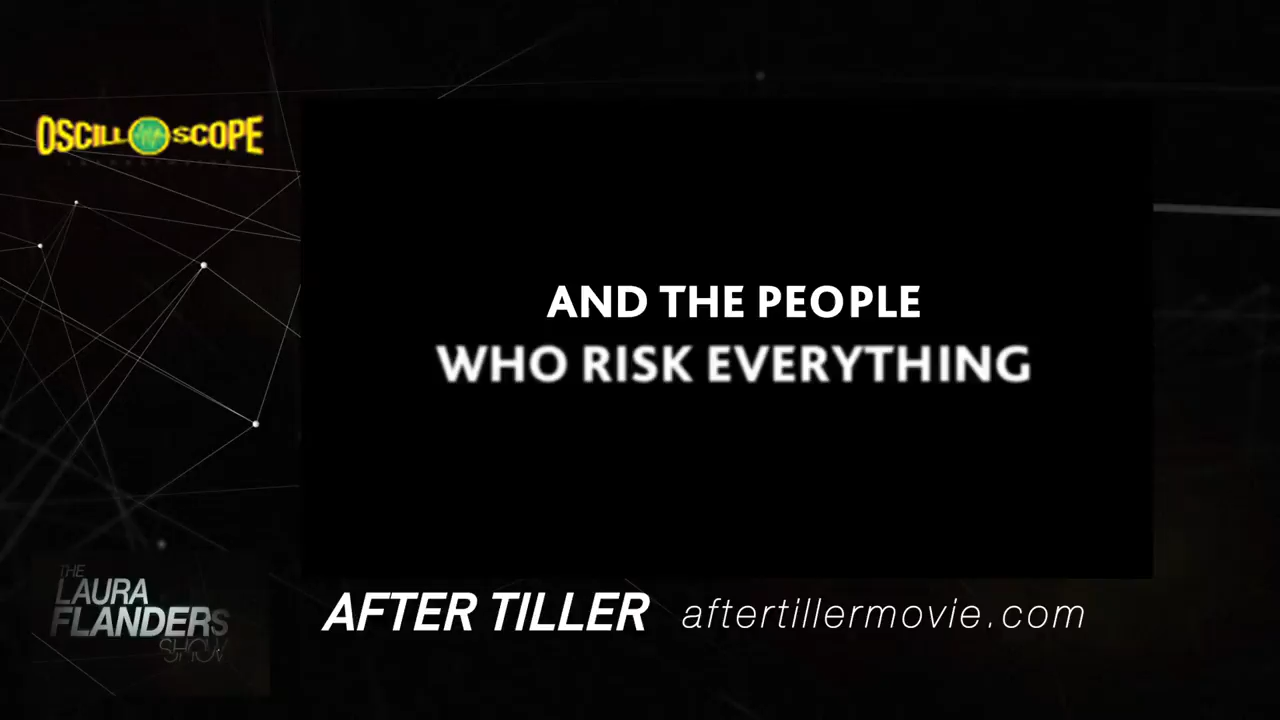 OSCILLOSCOPE
AND THE PEOPLE
WHO RISK EVERYTHING
THE
LAURA
FLANDERS
SHOW
AFTER TILLER aftertillermovie.com